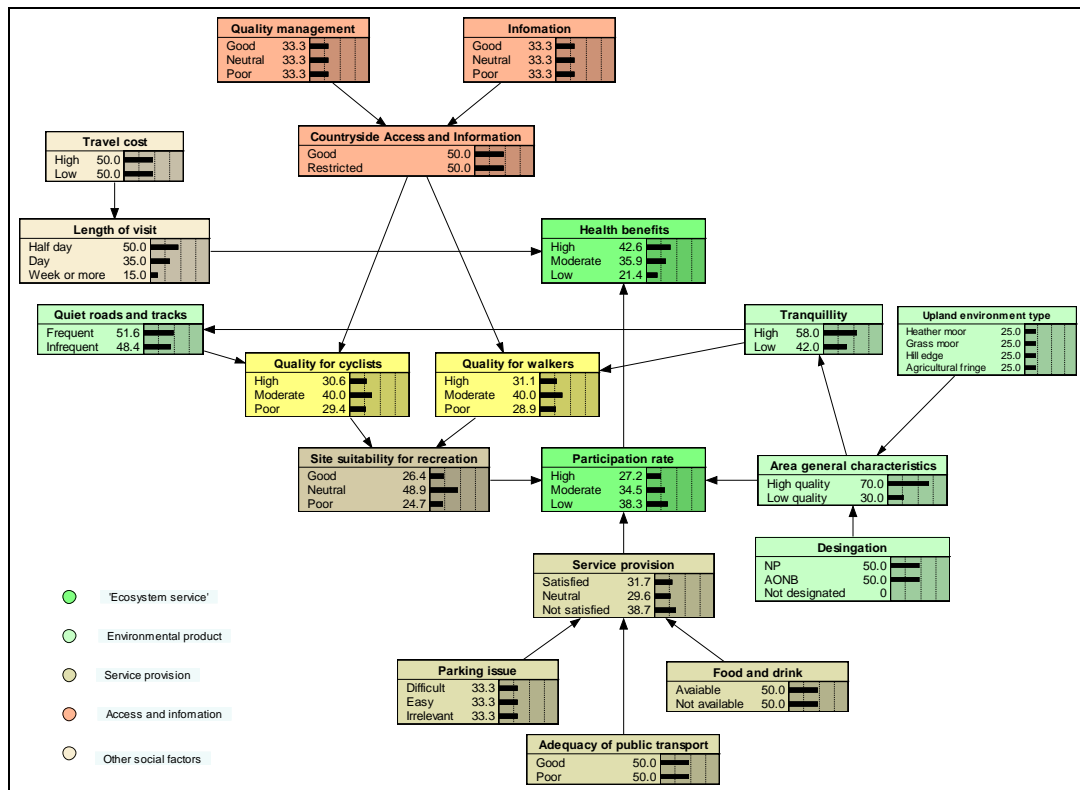 Quality management
Good 33.3
Neutral 33.3
Poor 33.3
Infomation
Good 33.3
Neutral 33.3
Poor 33.3
Travel cost
High 50.0
Low 50.0
Countryside Access and Information
Good 50.0
Restricted 50.0
Length of visit
Half day 50.0
Day 35.0
Week or more 15.0
Health benefits
High 42.6
Moderate 35.9
Low 21.4
Quiet roads and tracks
Frequent 51.6
Infrequent 48.4
Tranquillity
High 58.0
Low 42.0
Upland environment type
Heather moor 25.0
Grass moor 25.0
Hill edge 25.0
Agricultural fringe 25.0
Quality for cyclists
High 30.6
Moderate 40.0
Poor 29.4
Quality for walkers
High 31.1
Moderate 40.0
Poor 28.9
Site suitability for recreation
Good 26.4
Neutral 48.9
Poor 24.7
Participation rate
High 27.2
Moderate 34.5
Low 38.3
Area general characteristics
High quality 70.0
Low quality 30.0
Desingation
NP 50.0
AONB 50.0
Not designated 0
Service provision
Satisfied 31.7
Neutral 29.6
Not satisfied 38.7
Parking issue
Difficult 33.3
Easy 33.3
Irrelevant 33.3
Food and drink
Avaiable 50.0
Not available 50.0
Adequacy of public transport
Good 50.0
Poor 50.0
'Ecosystem service'
Environmental product
Service provision
Access and infomation
Other social factors